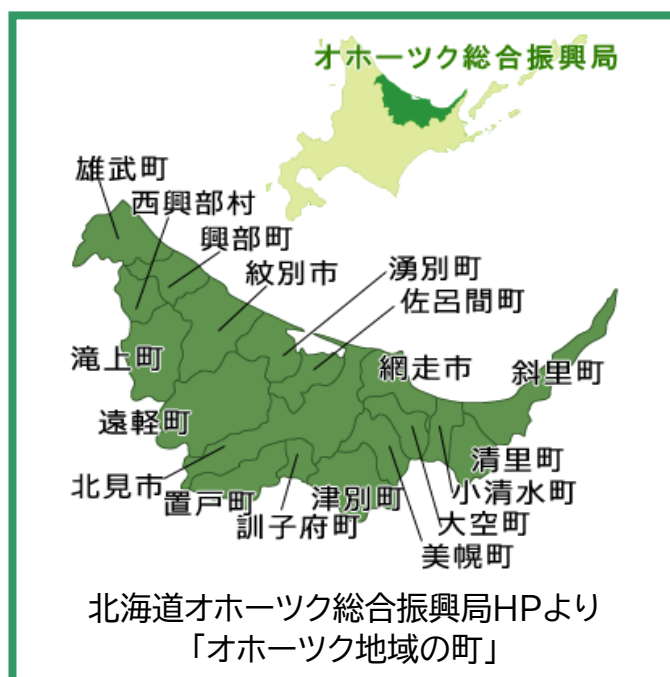 オホーツク総合振興局
雄武町
西興部村
興部町
紋別市
湧別町
佐呂間町
網走市
斜里町
滝上町
遠軽町
北見市
置戸町
訓子府町
津別町
清里町
小清水町
大空町
美幌町
北海道オホーツク総合振興局HPより
「オホーツク地域の町」